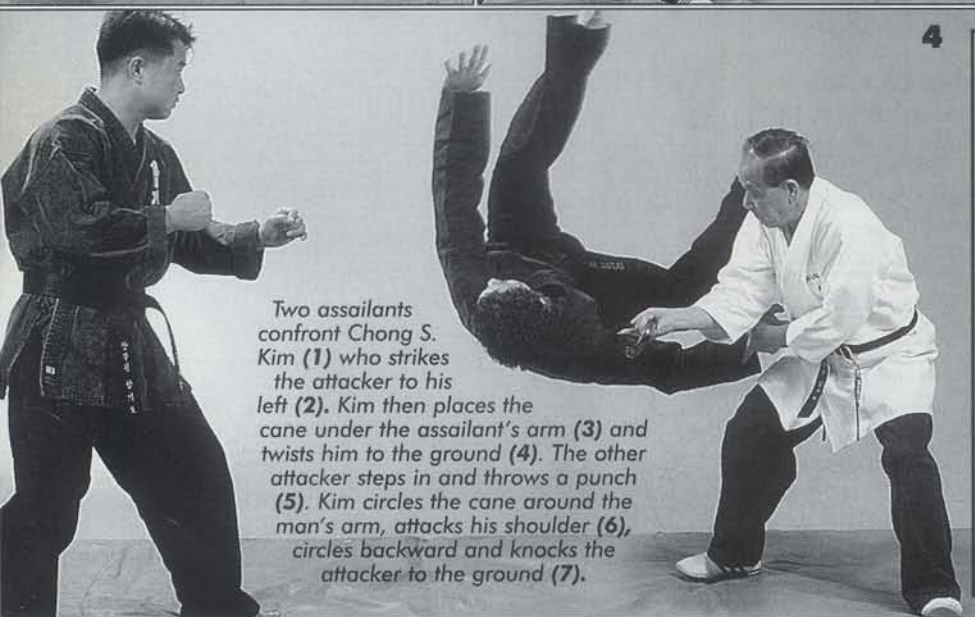 4
Two assailants
confront Chong S.
Kim (1) who strikes
the attacker to his
left (2). Kim then places the
cane under the assailant's arm (3) and
twists him to the ground (4). The other
attacker steps in and throws a punch
(5). Kim circles the cane around the
man's arm, attacks his shoulder (6),
circles backward and knocks the
attacker to the ground (7).